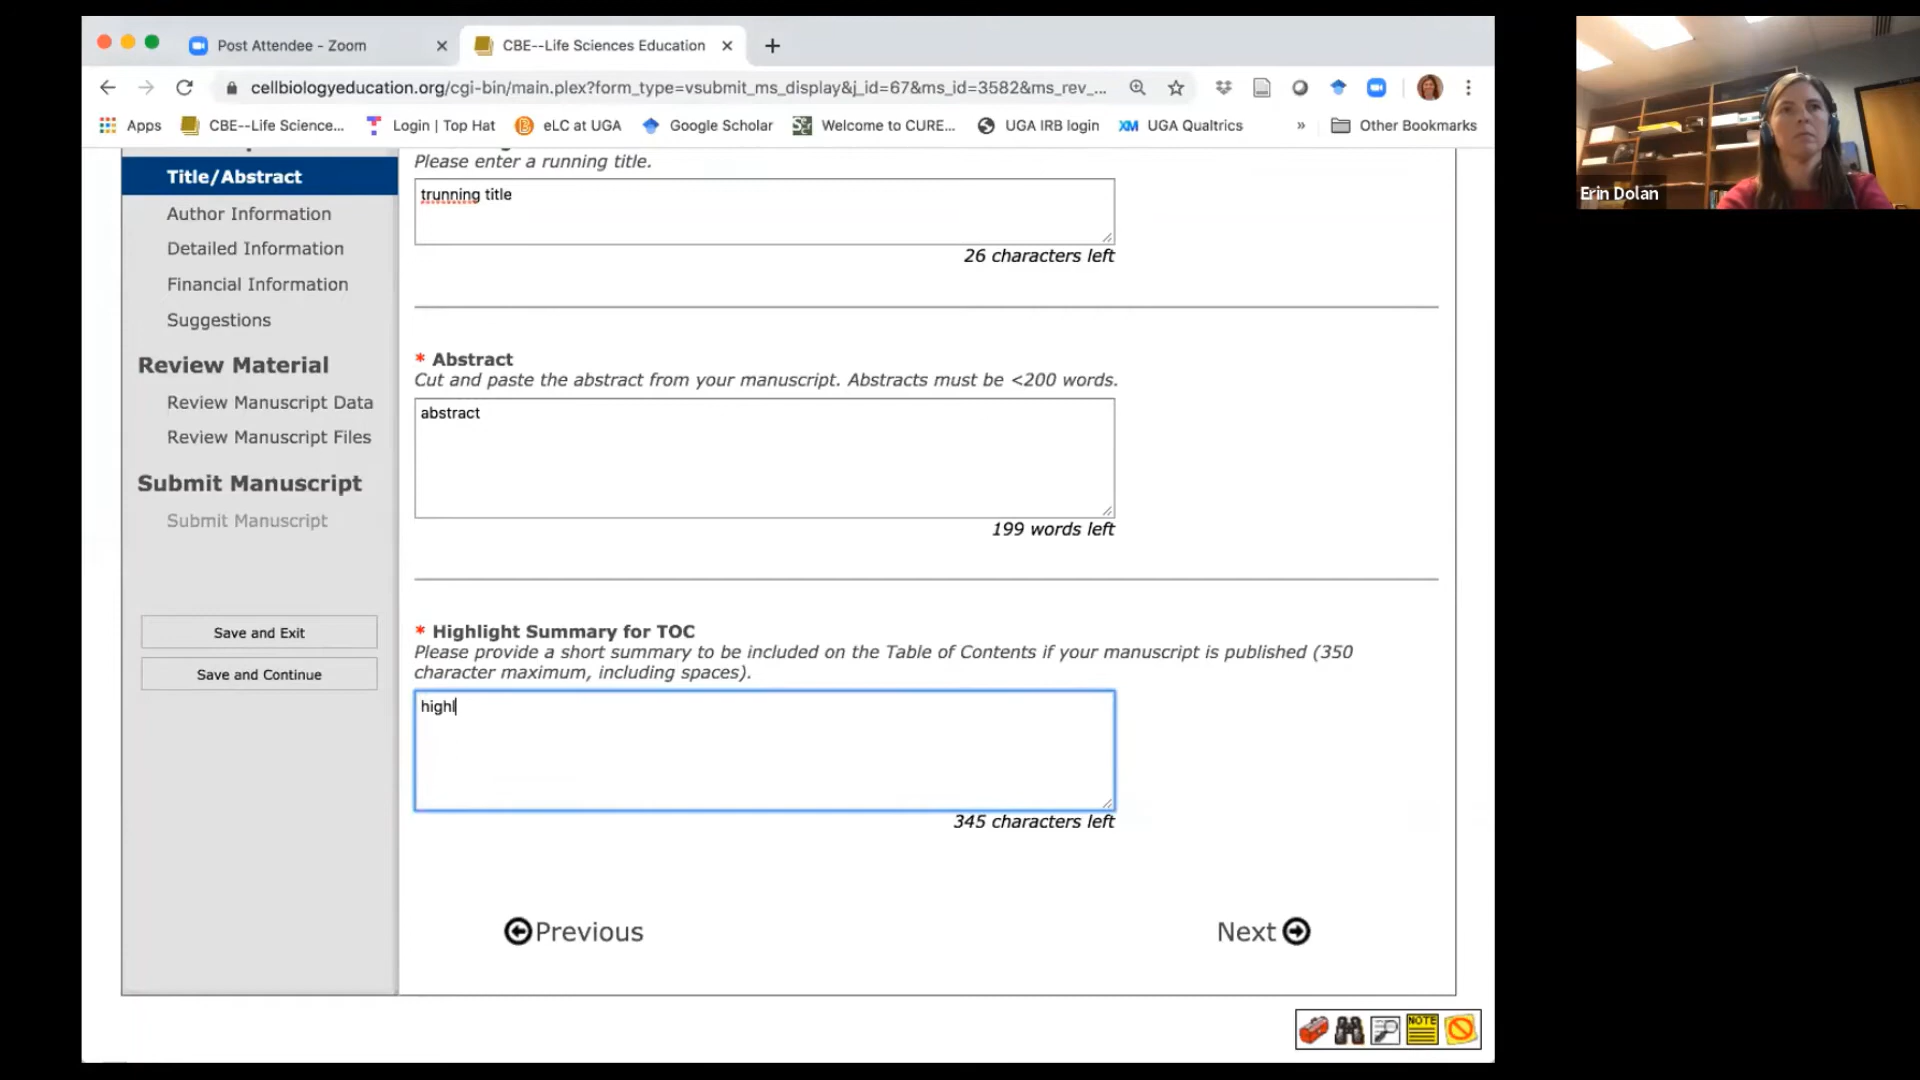 Post Attendee - Zoom
CBE--Life Sciences Education
cellbiologyeducation.org/cgi-bin/main.plex?form_type=vsubmit_ms_display&j_id=67&ms_id=3582&ms_rev_...
Apps
CBE--Life Science...
Login | Top Hat
eLC at UGA
Google Scholar
Welcome to CURE...
UGA IRB login
XM UGA Qualtrics
»
Other Bookmarks
Erin Dolan
Title/Abstract
Author Information
Detailed Information
Financial Information
Suggestions
Review Material
Review Manuscript Data
Review Manuscript Files
Submit Manuscript
Submit Manuscript
Save and Exit
Save and Continue
Please enter a running title.
trunning title
26 characters left
* Abstract
Cut and paste the abstract from your manuscript. Abstracts must be <200 words.
abstract
199 words left
* Highlight Summary for TOC
Please provide a short summary to be included on the Table of Contents if your manuscript is published (350
character maximum, including spaces).
highl
345 characters left
Previous
Next
NOTE